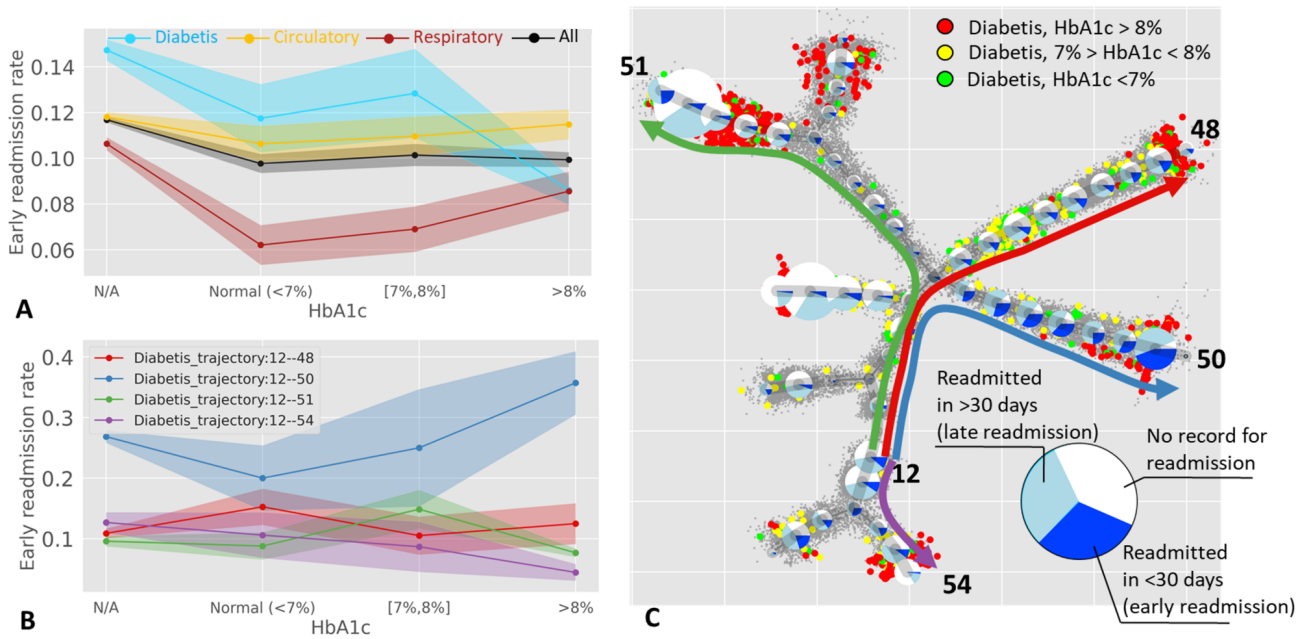 Diabetis Circulatory Respiratory All
0.14
0.12
0.10
0.08
0.06
Early readmission rate
N/A Normal (<7%) [7%,8%] >8%
HbA1c
A
Diabetis_trajectory:12--48
Diabetis_trajectory:12--50
Diabetis_trajectory:12--51
Diabetis_trajectory:12--54
0.4
0.3
0.2
0.1
Early readmission rate
N/A Normal (<7%) [7%,8%] >8%
HbA1c
B
Diabetis, HbA1c > 8%
Diabetis, 7% > HbA1c < 8%
Diabetis, HbA1c <7%
51
48
50
12
54
Readmitted
in >30 days
(late readmission)
No record for
readmission
Readmitted
in <30 days
(early readmission)
C